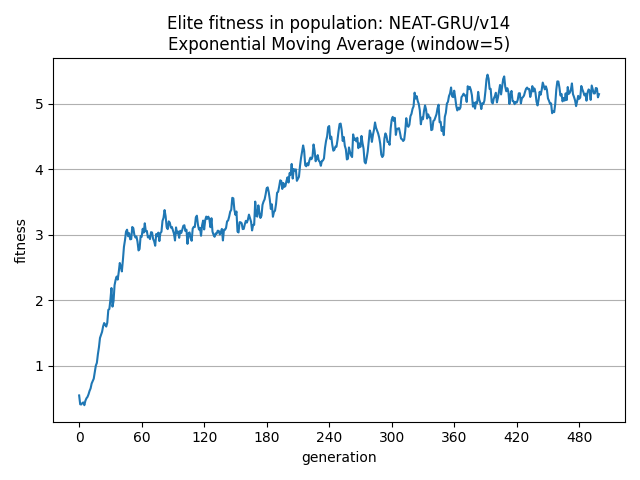 Elite fitness in population: NEAT-GRU/v14
Exponential Moving Average (window=5)
fitness
5
4
3
2
1
0 60 120 180 240 300 360 420 480
generation